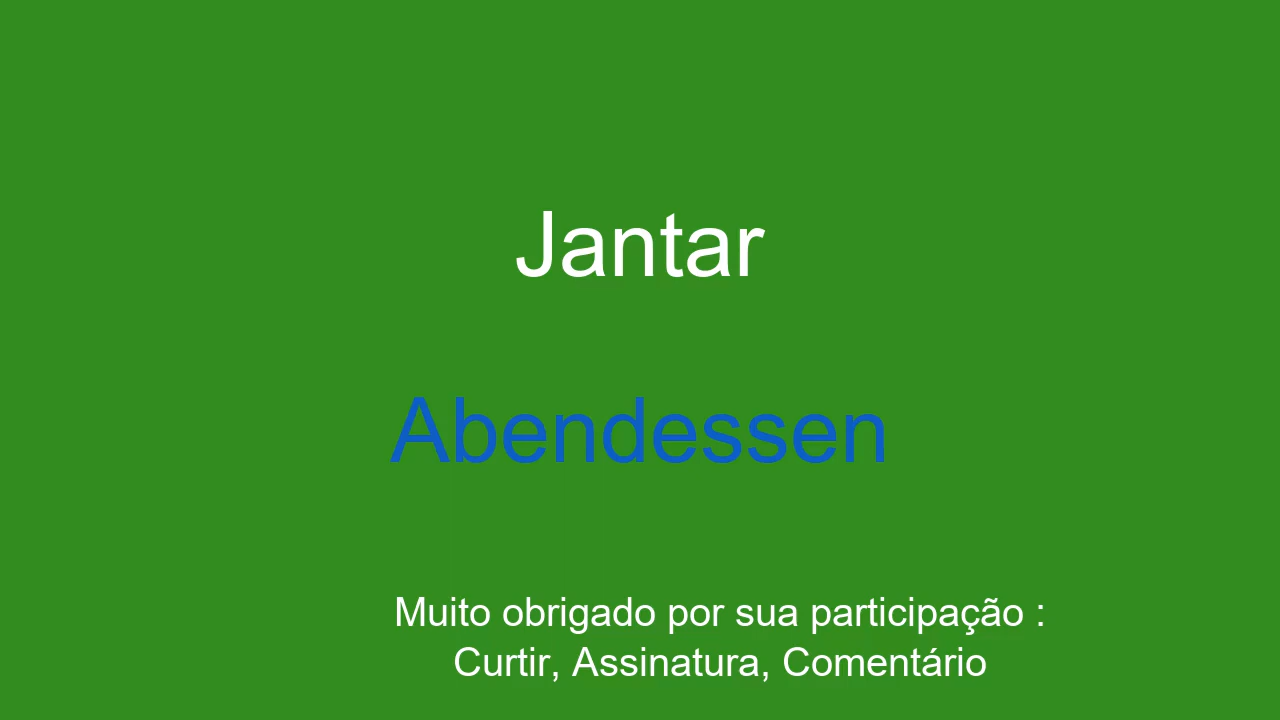 Jantar
Abendessen
Muito obrigado por sua participação :
Curtir, Assinatura, Comentário